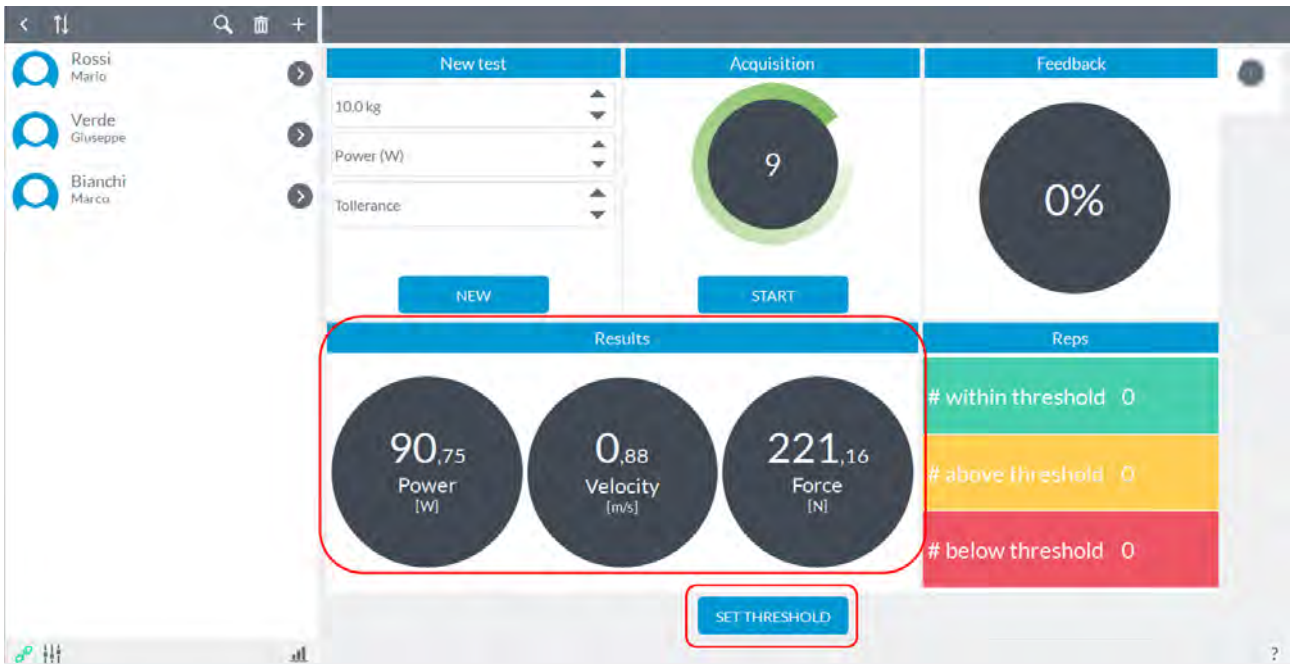 Rossi
Mario
Verde
Giuseppe
Bianchi
Marco
New test
10.0 kg
Power (W)
Tollerance
NEW
Acquisition
9
START
Feedback
0%
Results
90,75
Power
[W]
0,88
Velocity
[m/s]
221,16
Force
[N]
Reps
# within threshold 0
# above threshold 0
# below threshold 0
SET THRESHOLD
?